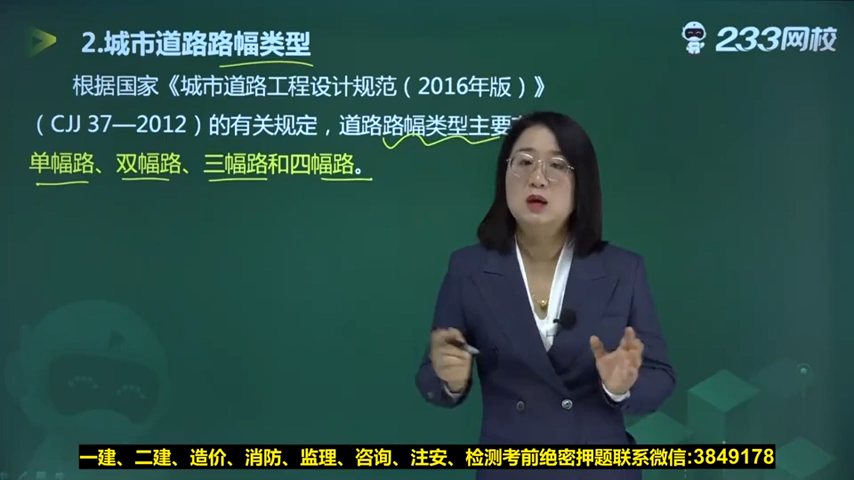 2.城市道路路幅类型
233网校
根据国家《城市道路工程设计规范（2016年版）》
（CJJ 37—2012）的有关规定，道路路幅类型主要
单幅路、双幅路、三幅路和四幅路。
一建、二建、造价、消防、监理、咨询、注安、检测考前绝密押题联系微信:3849178